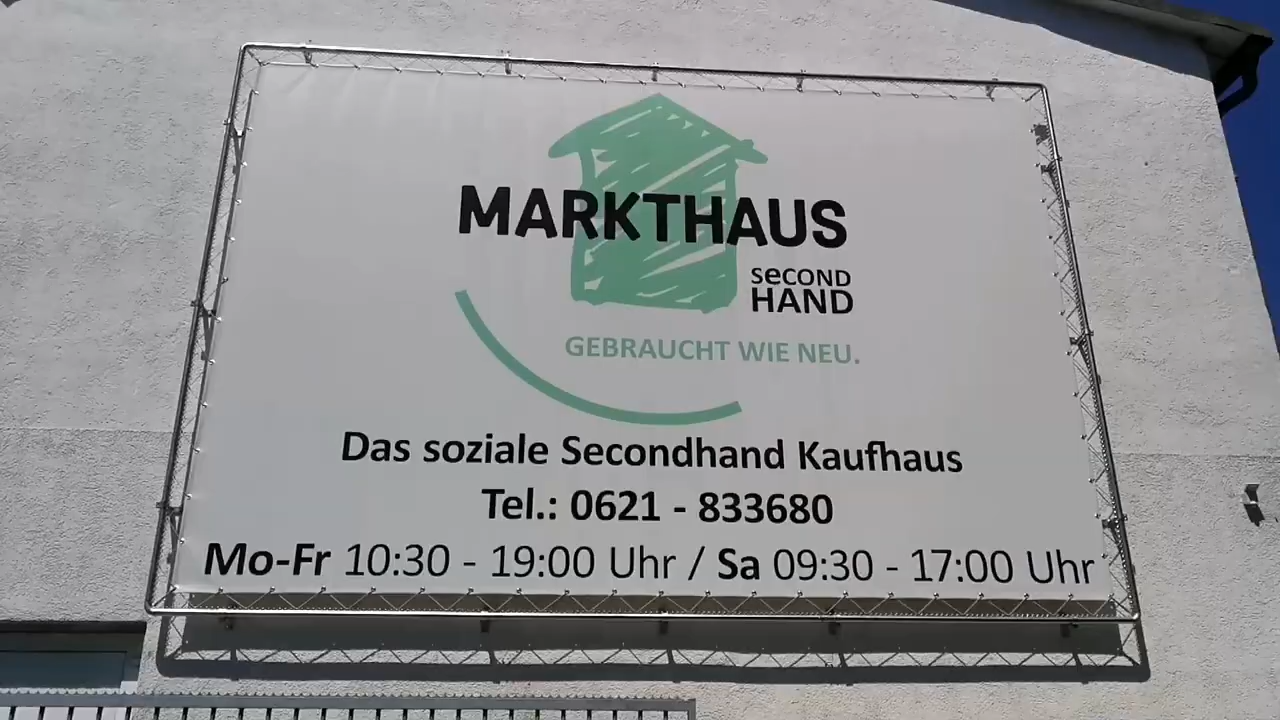 MARKTHAUS
SeCOND
HAND
GEBRAUCHT WIE NEU.
Das soziale Secondhand Kaufhaus
Tel.: 0621 - 833680
Mo-Fr 10:30 - 19:00 Uhr / Sa 09:30 - 17:00 Uhr